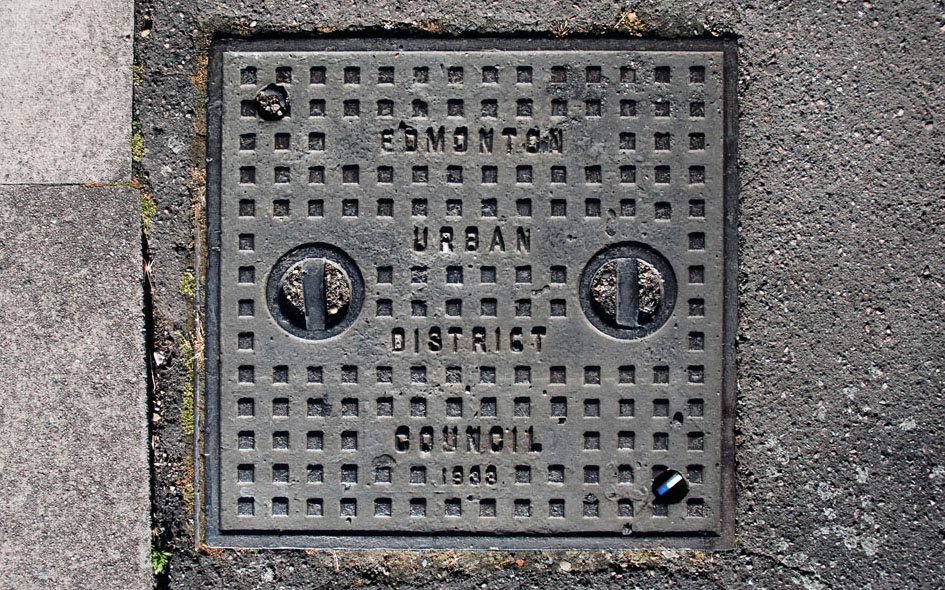 EDMONTON
URBAN
DISTRICT
COUNCIL
1933